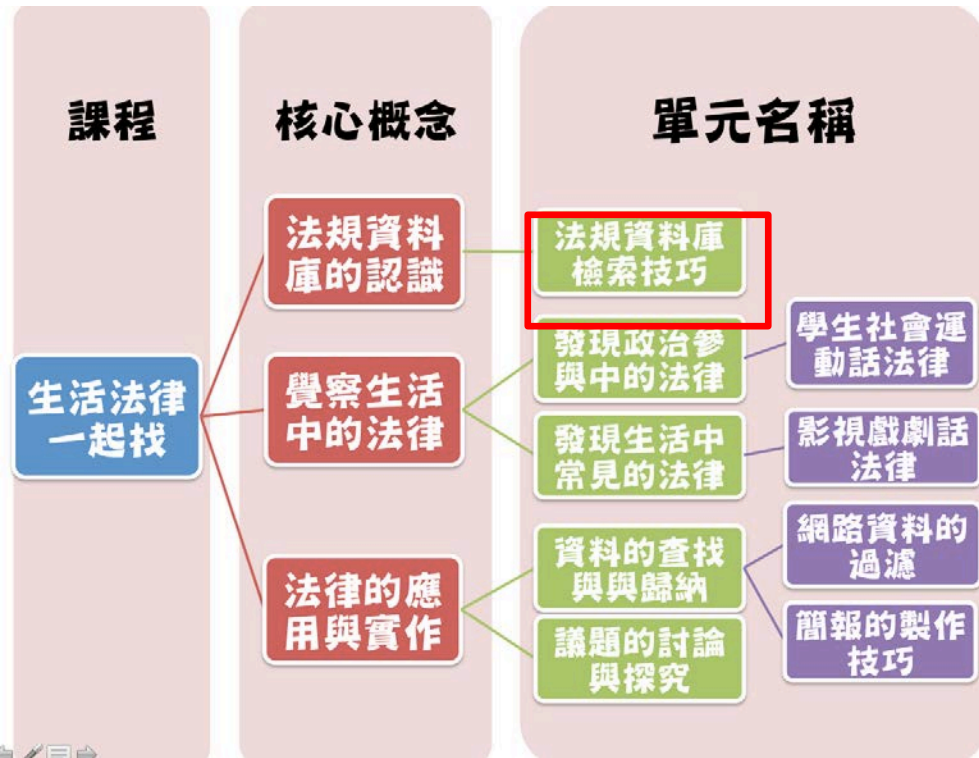 課程
核心概念
單元名稱
法規資料
庫的認識
法規資料庫
檢索技巧
生活法律
一起找
覺察生活
中的法律
發現政治參
與中的法律
學生社會運
動話法律
發現生活中
常見的法律
影視戲劇話
法律
法律的應
用與實作
資料的查找
與與歸納
網路資料的
過濾
簡報的製作
技巧
議題的討論
與探究